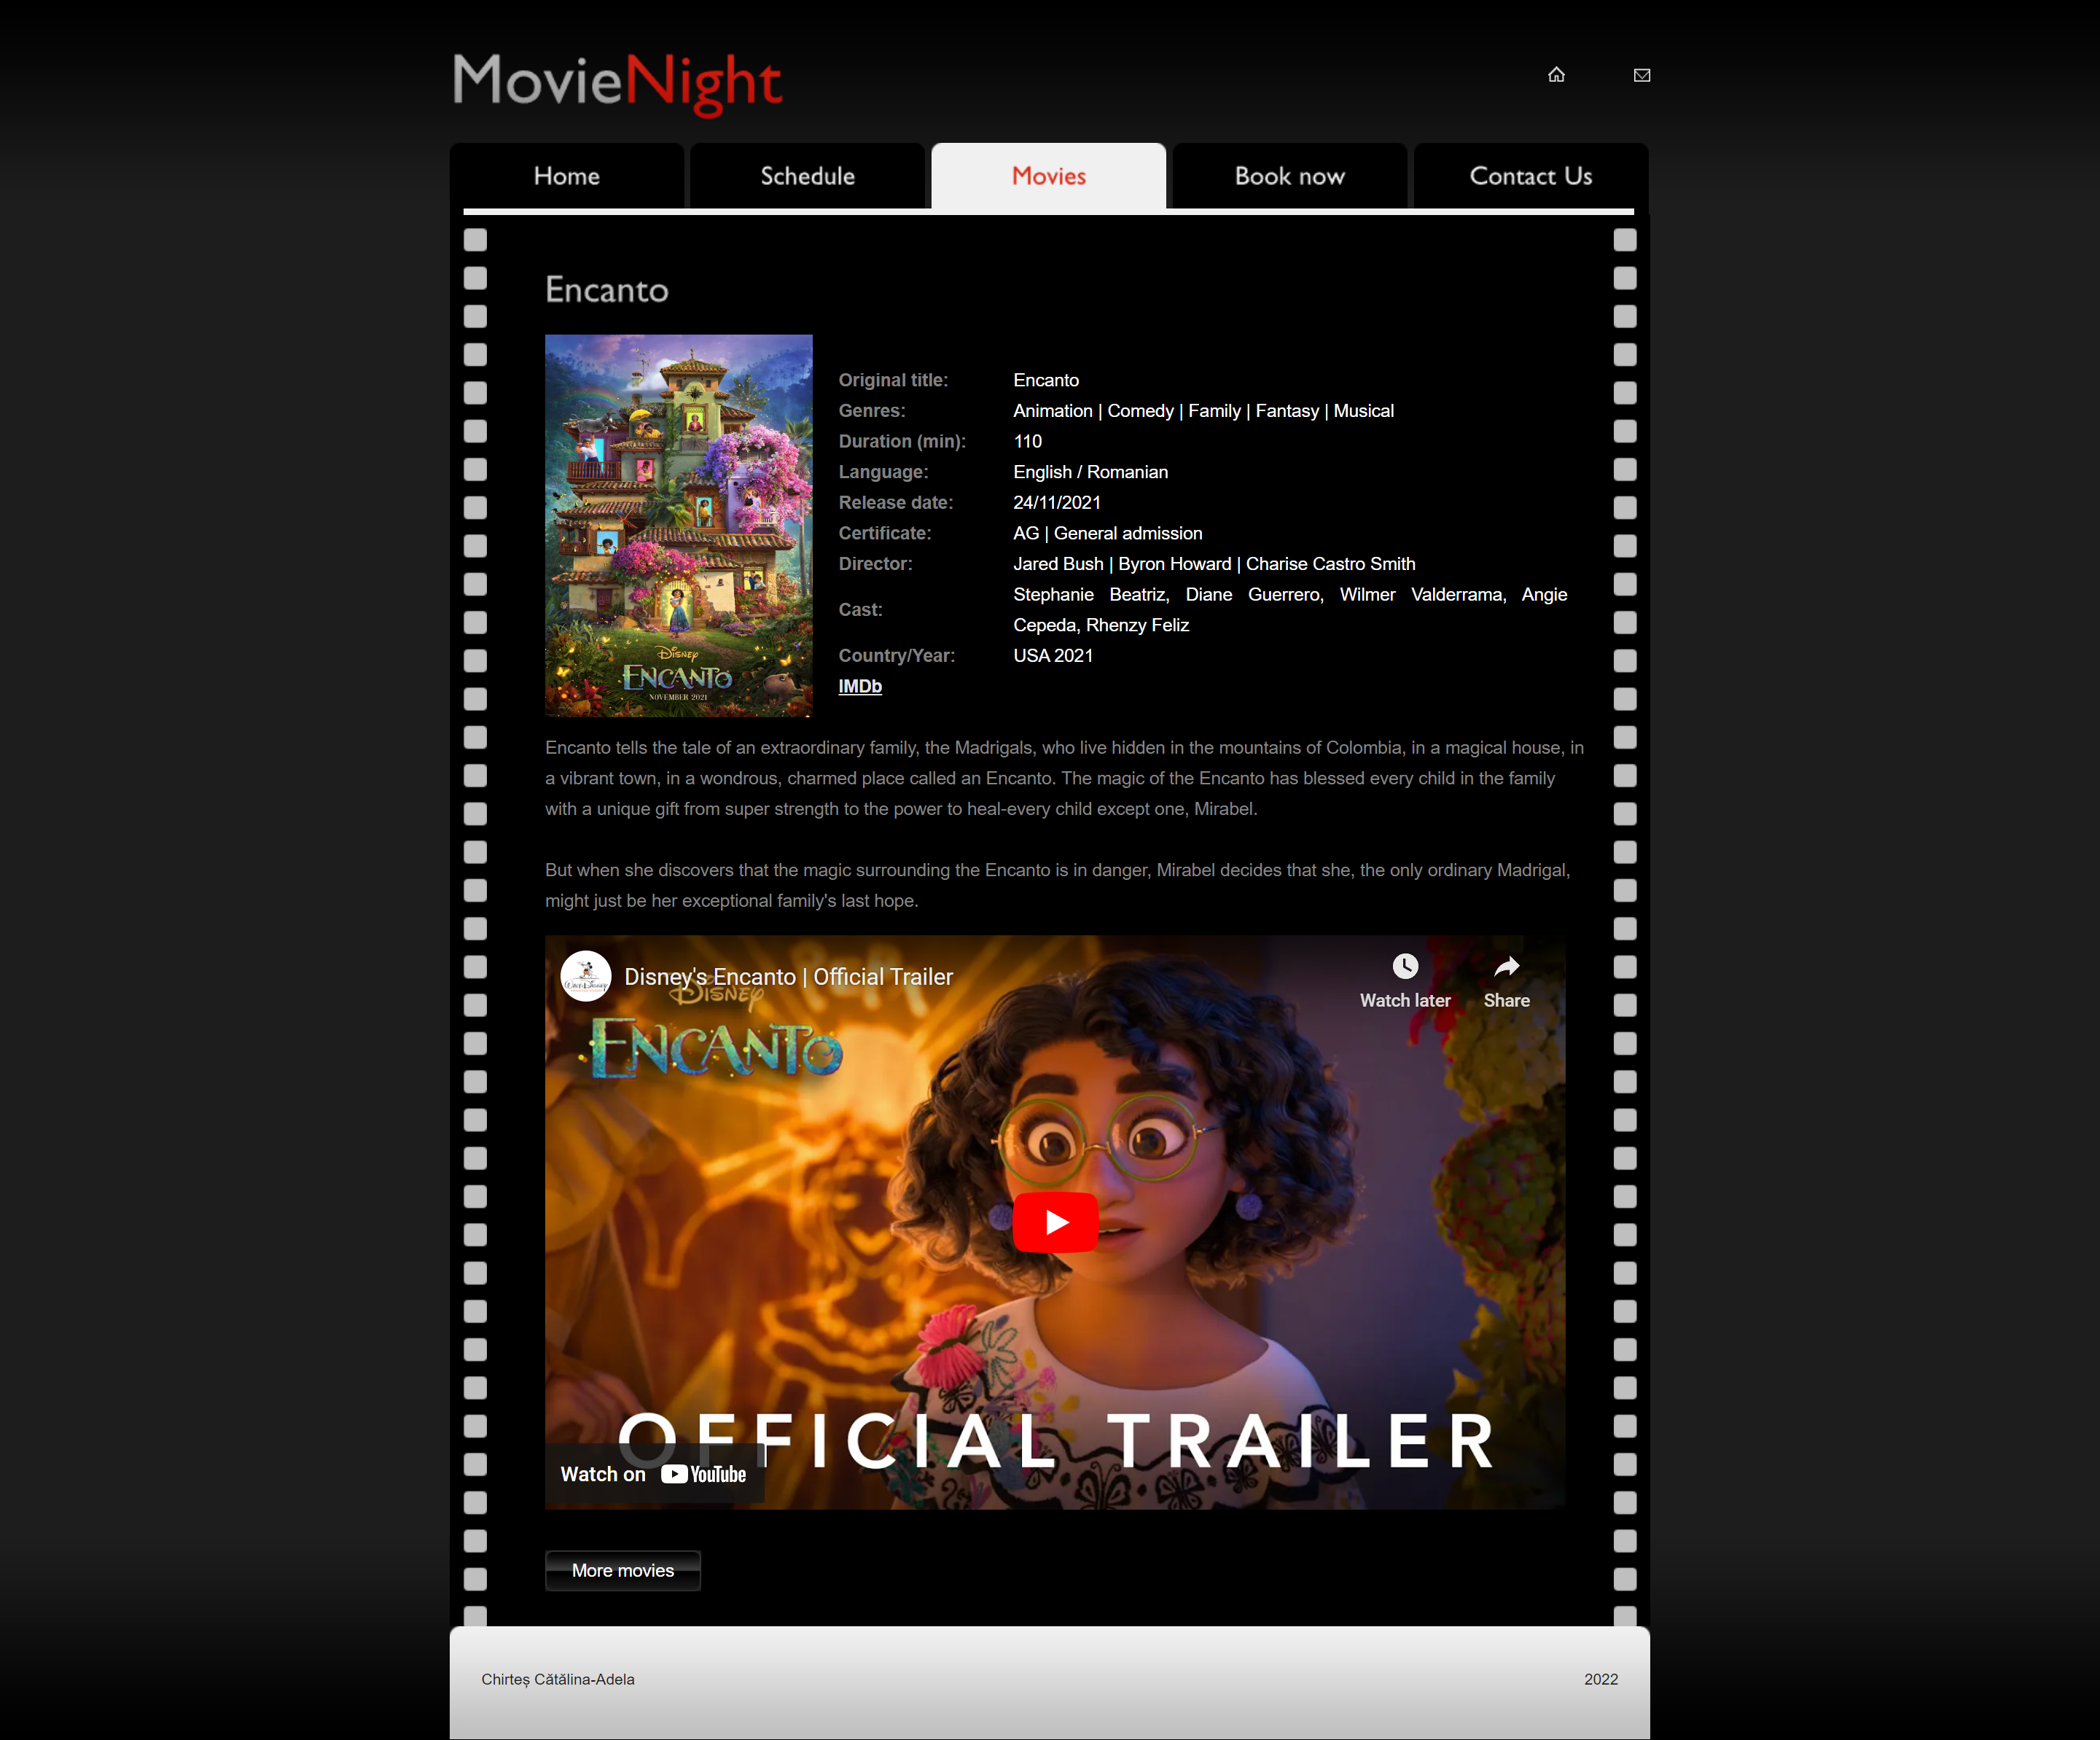 MovieNight
Home
Schedule
Movies
Book now
Contact Us
Encanto
Original title: Encanto
Genres: Animation | Comedy | Family | Fantasy | Musical
Duration (min): 110
Language: English / Romanian
Release date: 24/11/2021
Certificate: AG | General admission
Director: Jared Bush | Byron Howard | Charise Castro Smith
Cast: Stephanie Beatriz, Diane Guerrero, Wilmer Valderrama, Angie
Cepeda, Rhenzy Feliz
Country/Year: USA 2021
IMDb
DISNEY
ENCANTO
NOVEMBER 2021
Encanto tells the tale of an extraordinary family, the Madrigals, who live hidden in the mountains of Colombia, in a magical house, in
a vibrant town, in a wondrous, charmed place called an Encanto. The magic of the Encanto has blessed every child in the family
with a unique gift from super strength to the power to heal-every child except one, Mirabel.
But when she discovers that the magic surrounding the Encanto is in danger, Mirabel decides that she, the only ordinary Madrigal,
might just be her exceptional family's last hope.
Disney's Encanto | Official Trailer
Watch later
Share
DISNEY
ENCANTO
OFFICIAL TRAILER
Watch on YouTube
More movies
Chirteș Cătălina-Adela
2022